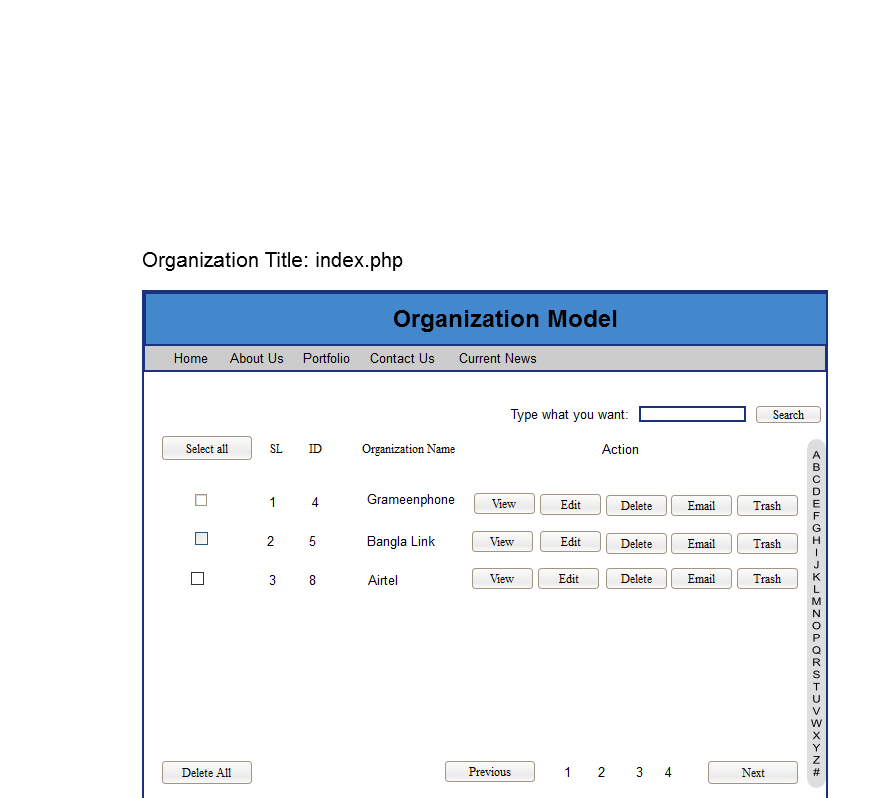 Organization Title: index.php
Organization Model
Home About Us Portfolio Contact Us Current News
Type what you want: Search
Select all SL ID Organization Name Action
1 4 Grameenphone View Edit Delete Email Trash
2 5 Bangla Link View Edit Delete Email Trash
3 8 Airtel View Edit Delete Email Trash
A
B
C
D
E
F
G
H
I
J
K
L
M
N
O
P
Q
R
S
T
U
V
W
X
Y
Z
#
Delete All Previous 1 2 3 4 Next